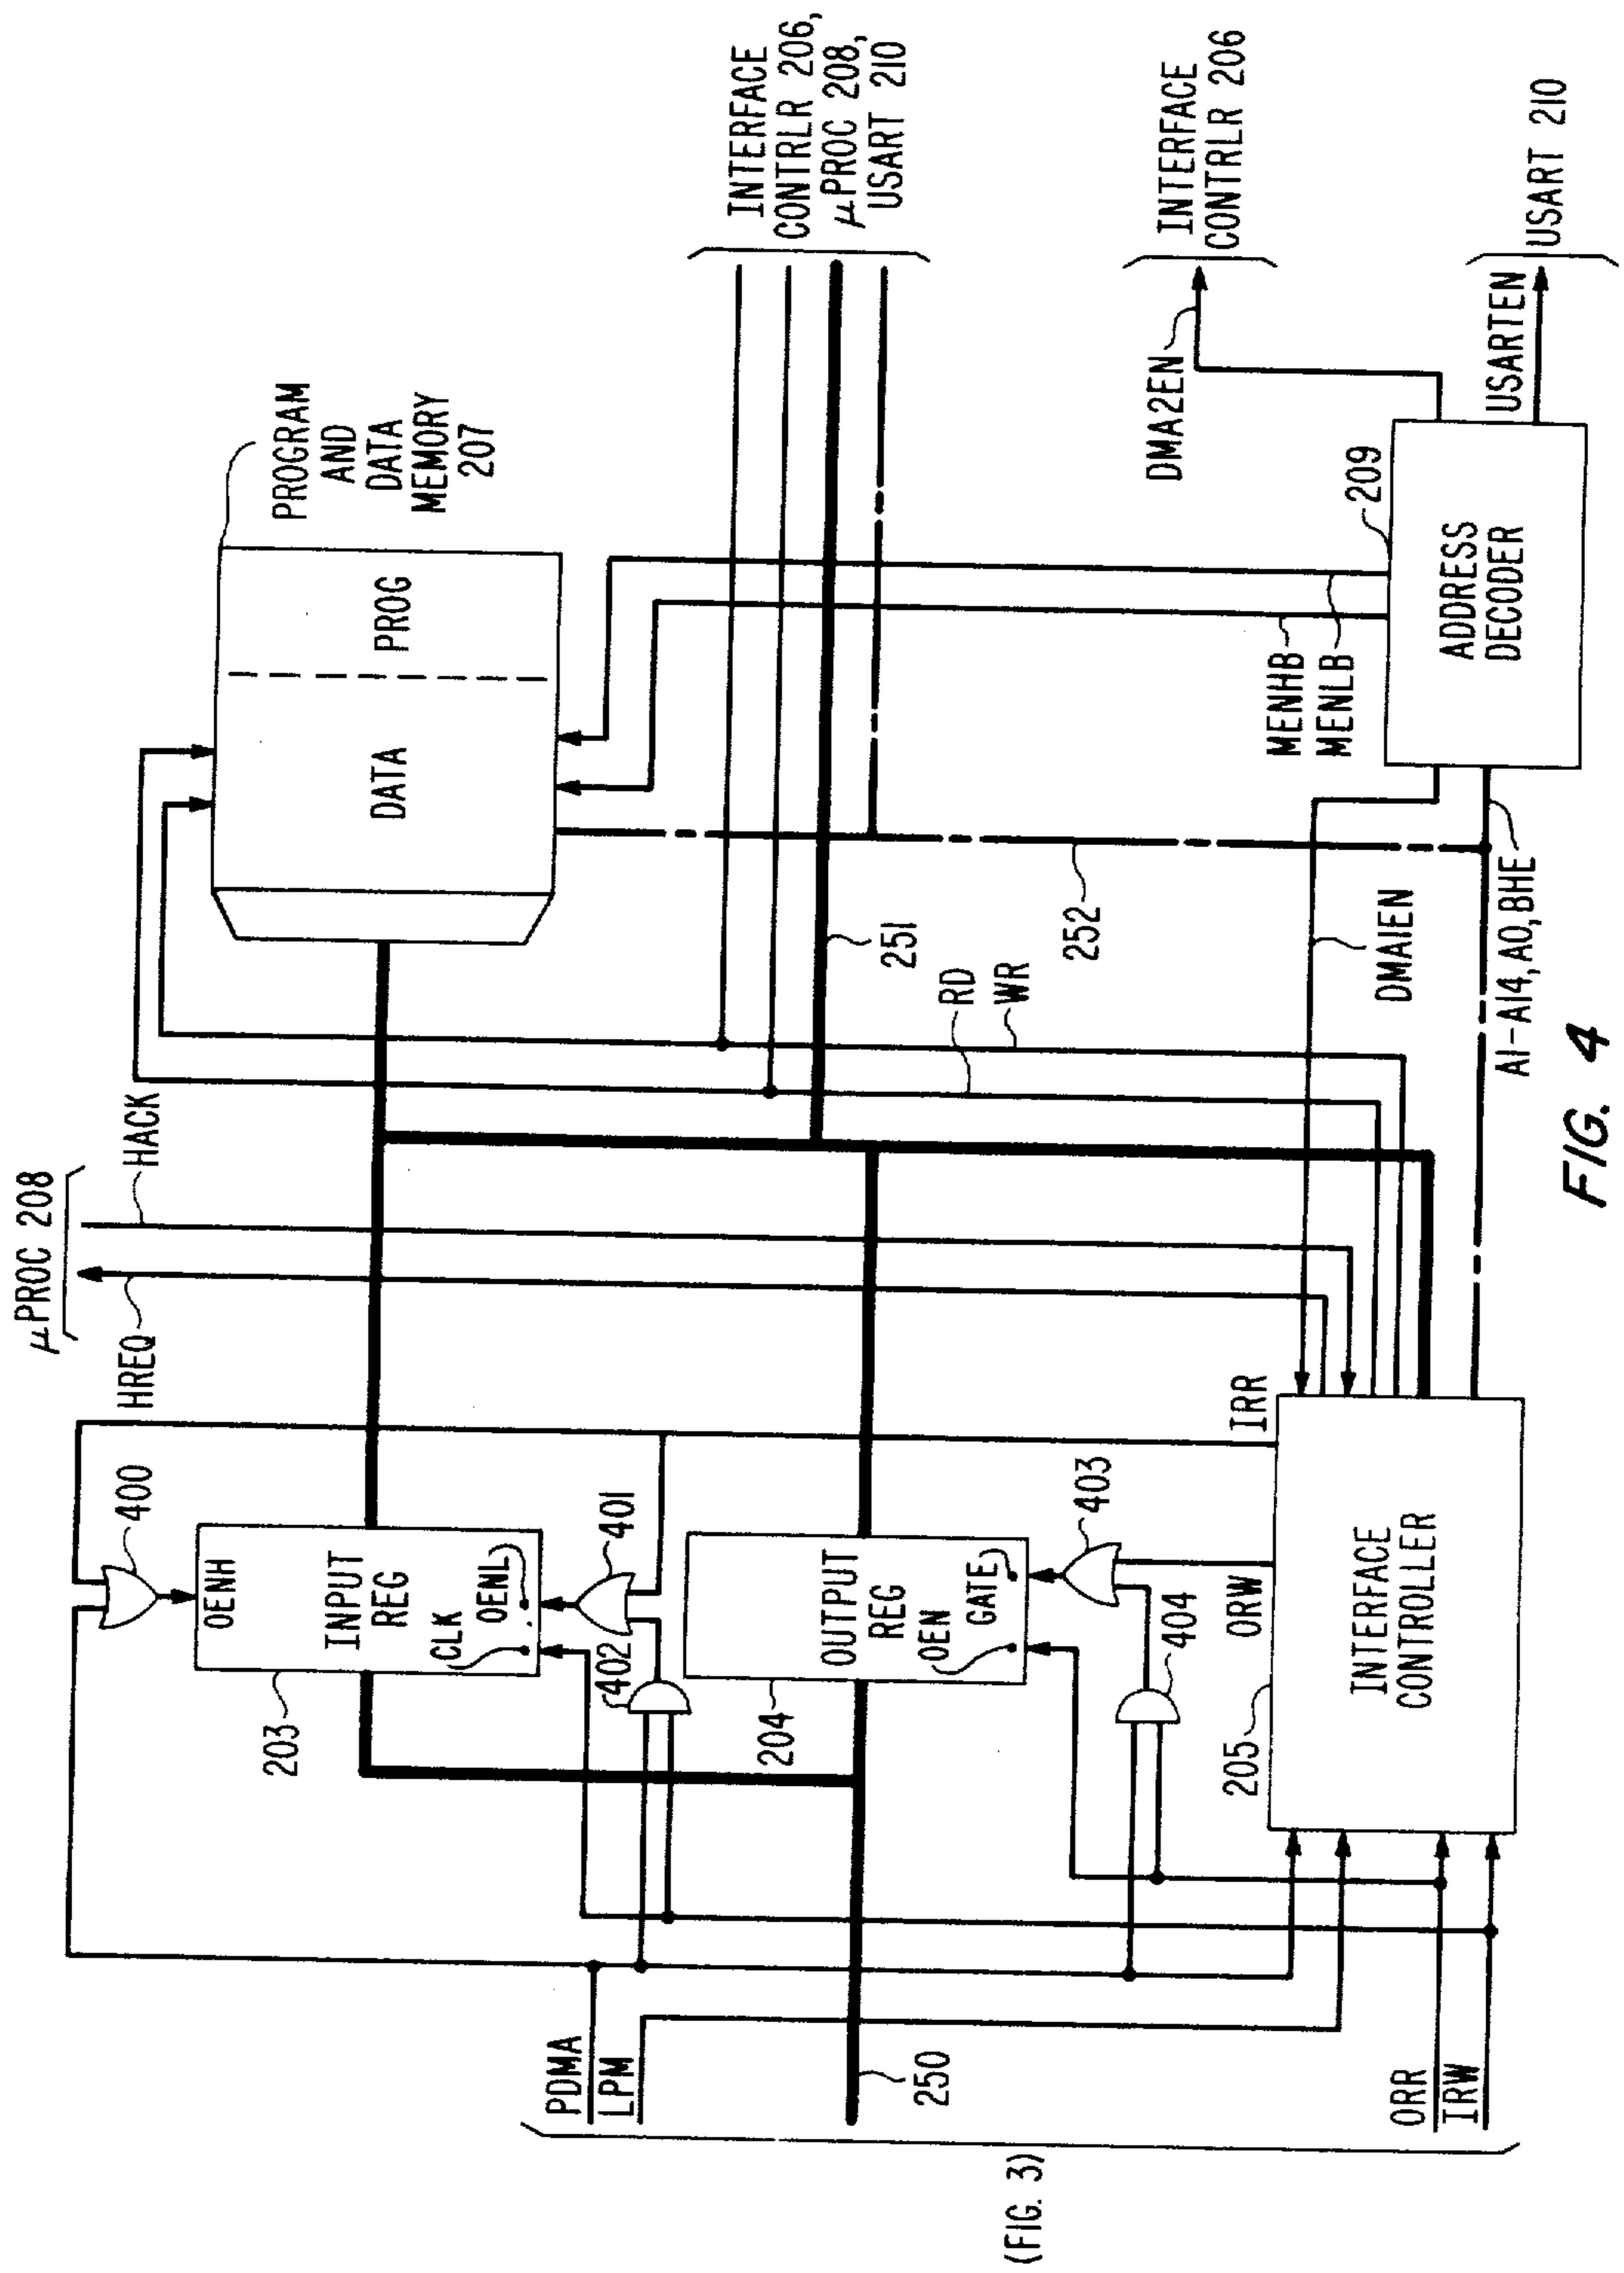 μPROC 208
HREQ
HACK
PROGRAM
AND
DATA
MEMORY
207
DATA
PROG
INTERFACE
CONTRLR 206,
μPROC 208,
USART 210
400
OENH
INPUT
REG
CLK
OENL
203
401
402
OUTPUT
REG
OEN
GATE
204
403
404
ORW
IRR
INTERFACE
CONTROLLER
205
RD
WR
251
252
DMA1EN
A1-A14, A0, BHE
MENHB
MENLB
ADDRESS
DECODER
209
DMA2EN
INTERFACE
CONTRLR 206
USARTEN
USART 210
PDMA
LPM
250
ORR
IRW
(FIG. 3)
FIG. 4